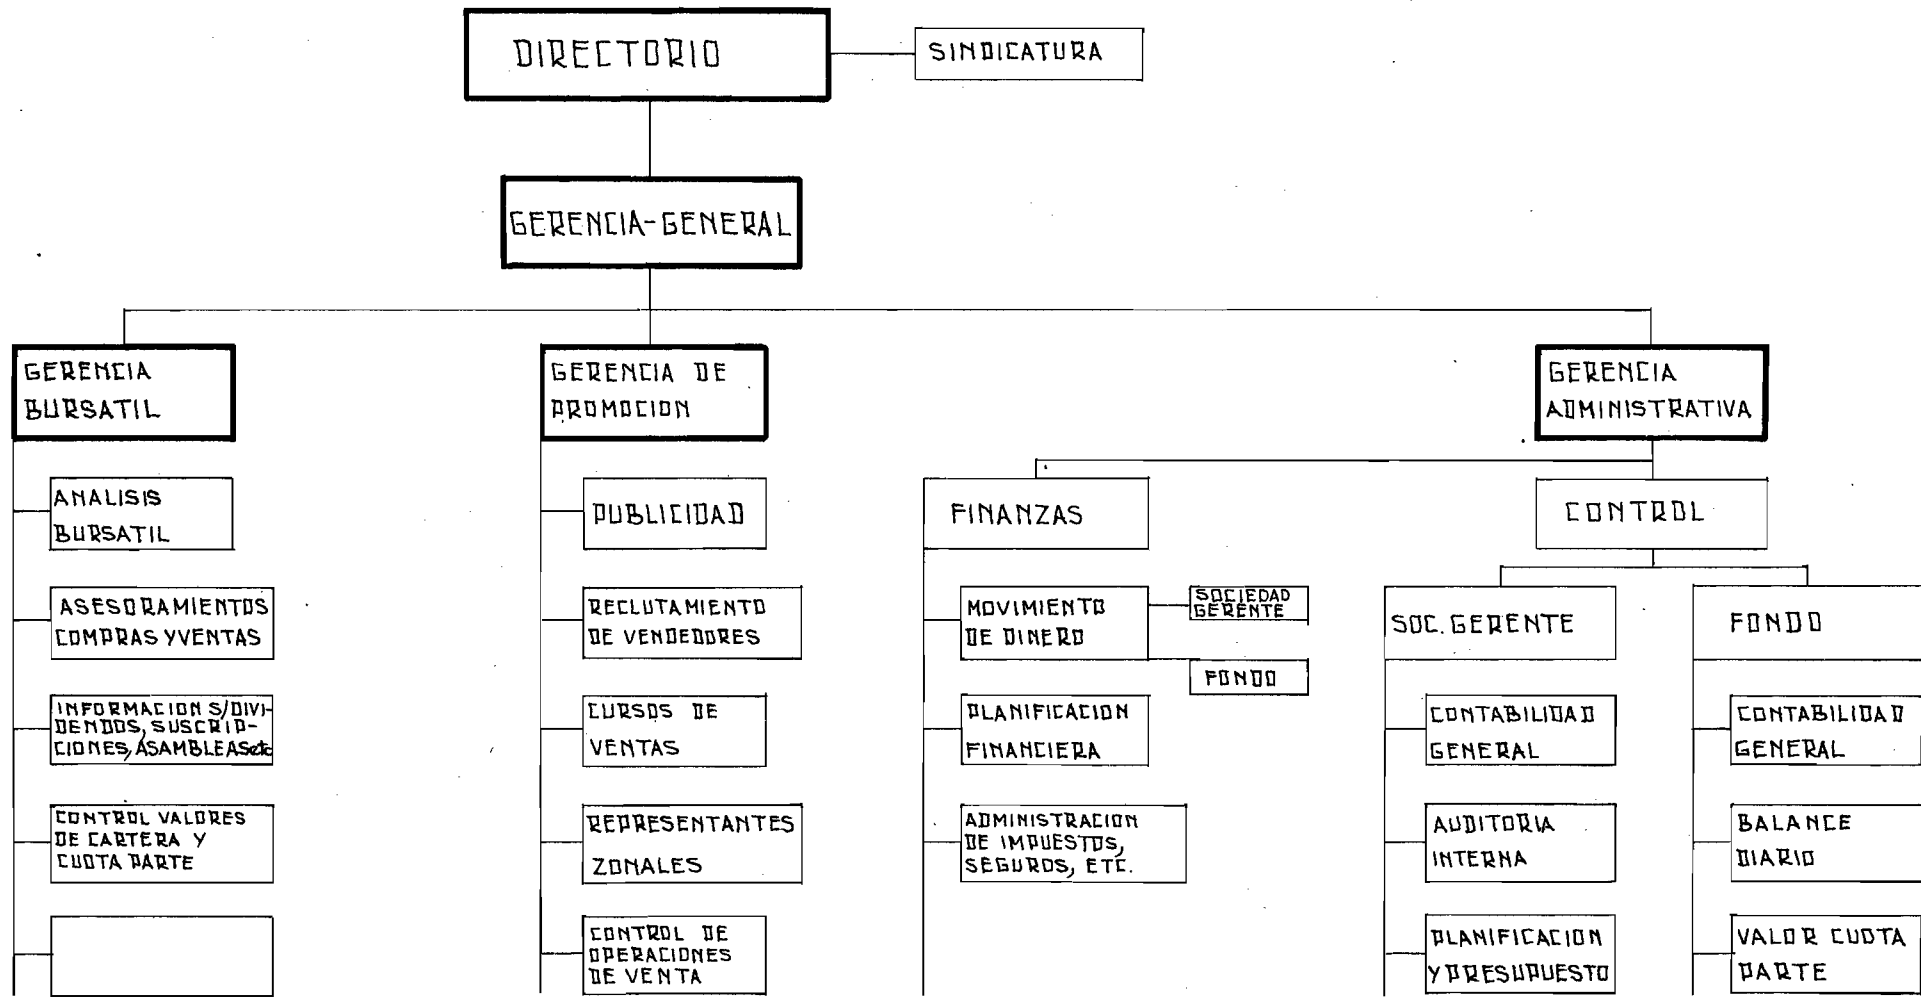 DIRECTORIO
SINDICATURA
GERENCIA-GENERAL
GERENCIA
BURSATIL
GERENCIA DE
PROMOCION
GERENCIA
ADMINISTRATIVA
ANALISIS
BURSATIL
PUBLICIDAD
FINANZAS
CONTROL
ASESORAMIENTOS
COMPRAS Y VENTAS
RECLUTAMIENTO
DE VENDEDORES
MOVIMIENTO
DE DINERO
SOCIEDAD
GERENTE
FONDO
SOC. GERENTE
FONDO
INFORMACION S/DIVI-
DENDOS, SUSCRIP-
CIONES, ASAMBLEAS etc
CURSOS DE
VENTAS
PLANIFICACION
FINANCIERA
CONTABILIDAD
GENERAL
CONTABILIDAD
GENERAL
CONTROL VALORES
DE CARTERA Y
CUOTA PARTE
REPRESENTANTES
ZONALES
ADMINISTRACION
DE IMPUESTOS,
SEGUROS, ETC.
AUDITORIA
INTERNA
BALANCE
DIARIO
CONTROL DE
OPERACIONES
DE VENTA
PLANIFICACION
Y PRESUPUESTO
VALOR CUOTA
PARTE